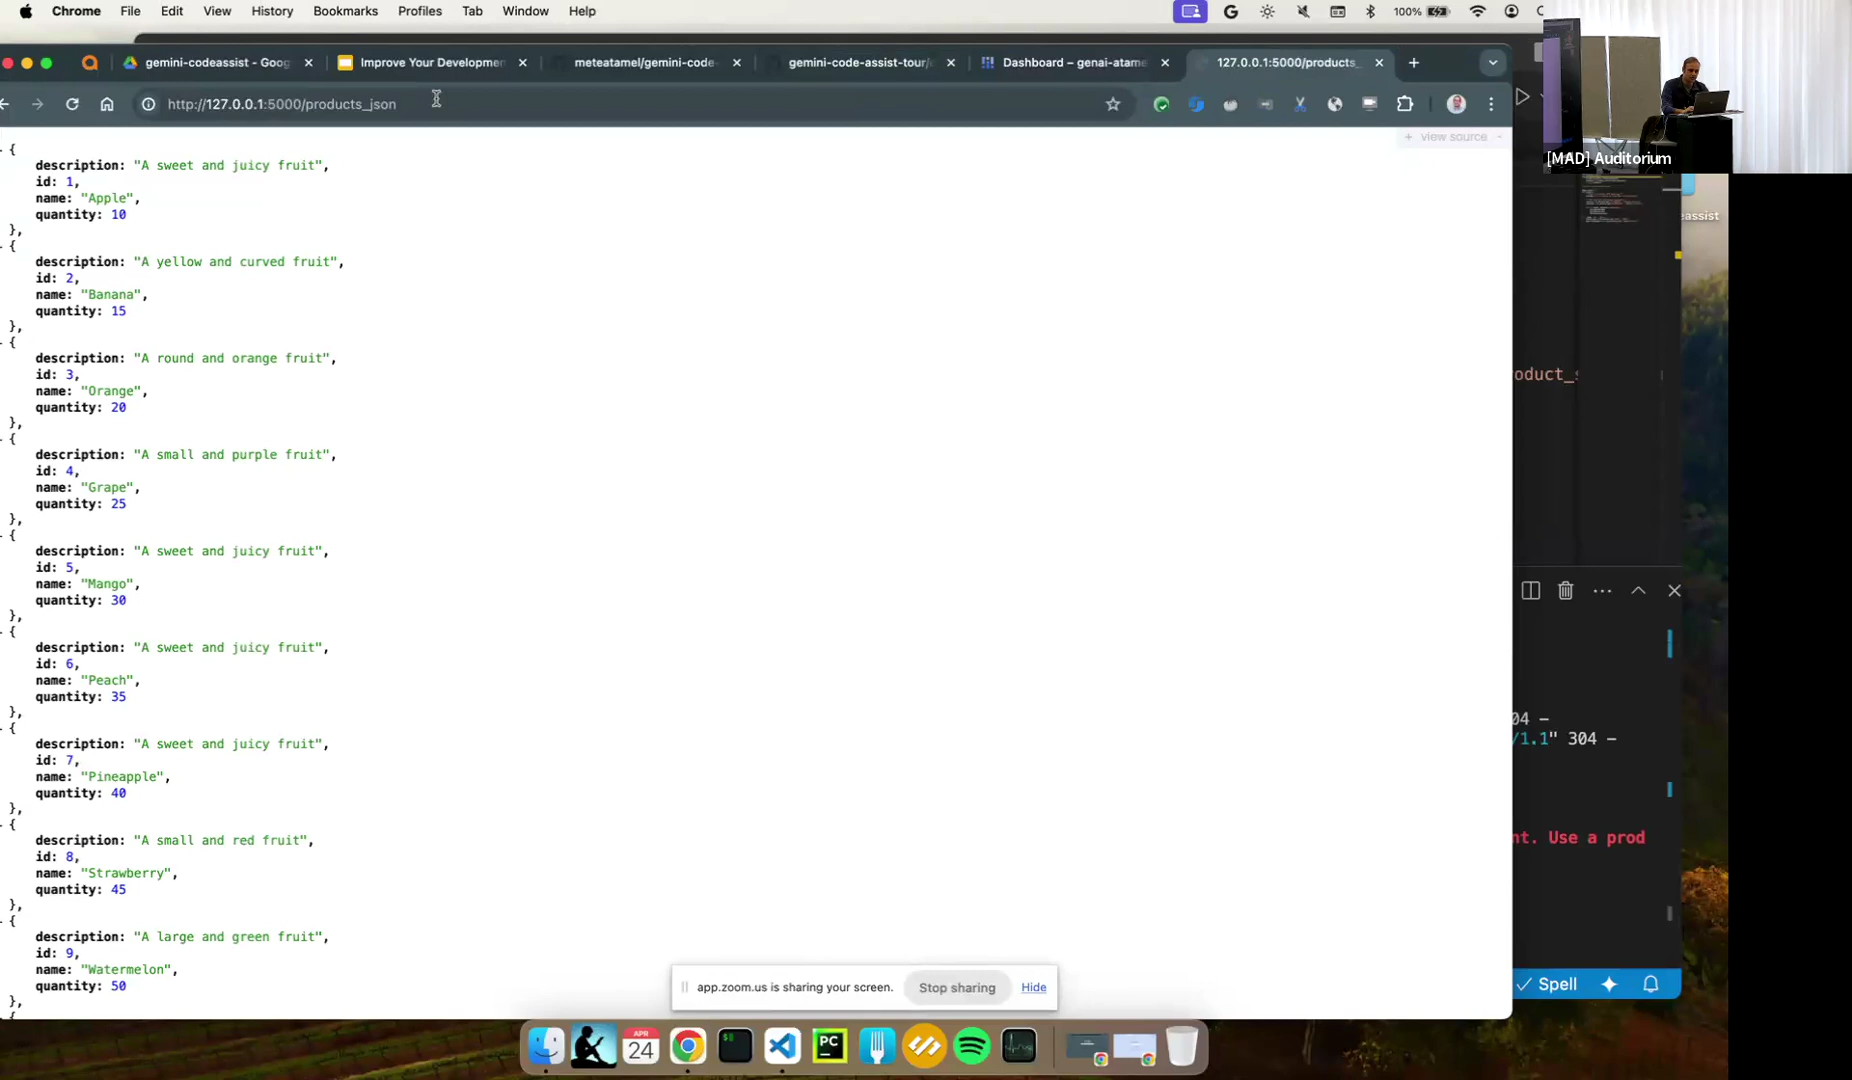 Chrome File Edit View History Bookmarks Profiles Tab Window Help
100%
gemini-codeassist - Goog
Improve Your Developmen
meteatamel/gemini-code-
gemini-code-assist-tour/
Dashboard – genai-atame
127.0.0.1:5000/products_
http://127.0.0.1:5000/products_json
[MAD] Auditorium
+ view source
{
description: "A sweet and juicy fruit",
id: 1,
name: "Apple",
quantity: 10
},
{
description: "A yellow and curved fruit",
id: 2,
name: "Banana",
quantity: 15
},
{
description: "A round and orange fruit",
id: 3,
name: "Orange",
quantity: 20
},
{
description: "A small and purple fruit",
id: 4,
name: "Grape",
quantity: 25
},
{
description: "A sweet and juicy fruit",
id: 5,
name: "Mango",
quantity: 30
},
{
description: "A sweet and juicy fruit",
id: 6,
name: "Peach",
quantity: 35
},
{
description: "A sweet and juicy fruit",
id: 7,
name: "Pineapple",
quantity: 40
},
{
description: "A small and red fruit",
id: 8,
name: "Strawberry",
quantity: 45
},
{
description: "A large and green fruit",
id: 9,
name: "Watermelon",
quantity: 50
},
{
eassist
oduct_s
04 –
/1.1" 304 –
nt. Use a prod
Spell
app.zoom.us is sharing your screen.
Stop sharing
Hide
APR
24
PC